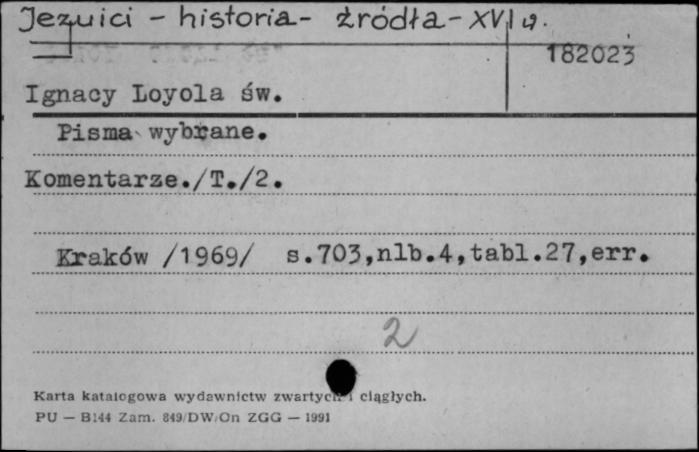 Jezuici - historia - źródła - XVI w.
182023
Ignacy Loyola św.
Pisma wybrane.
Komentarze./T./2.
Kraków /1969/ s.703,nlb.4,tabl.27,err.
2
Karta katalogowa wydawnictw zwartych i ciągłych.
PU — B144 Zam. 849/DW/On ZGG — 1991